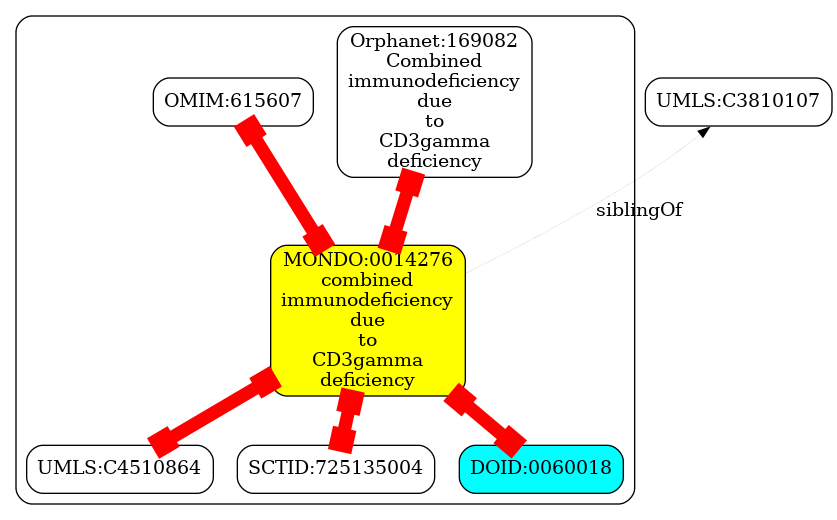 Orphanet:169082
Combined
immunodeficiency
due
to
CD3gamma
deficiency
OMIM:615607
UMLS:C3810107
siblingOf
MONDO:0014276
combined
immunodeficiency
due
to
CD3gamma
deficiency
UMLS:C4510864
SCTID:725135004
DOID:0060018